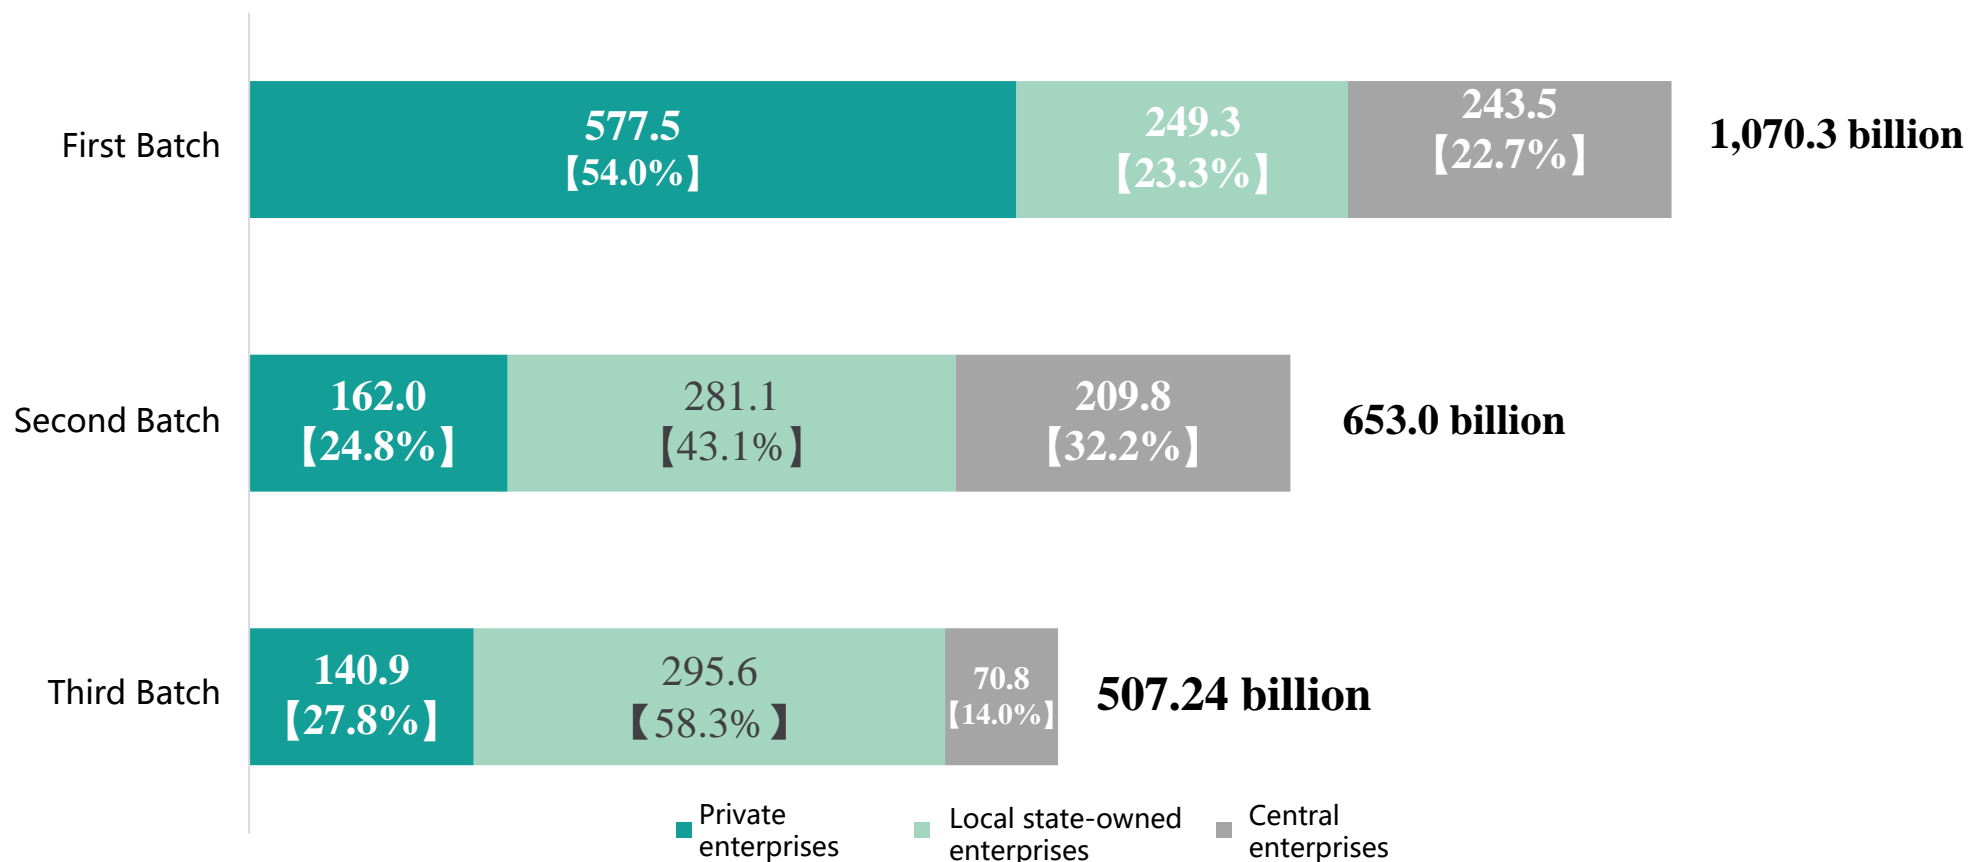 First Batch
577.5
【54.0%】
249.3
【23.3%】
243.5
【22.7%】
1,070.3 billion
Second Batch
162.0
【24.8%】
281.1
【43.1%】
209.8
【32.2%】
653.0 billion
Third Batch
140.9
【27.8%】
295.6
【58.3% 】
70.8
【14.0%】
507.24 billion
Private
enterprises
Local state-owned
enterprises
Central
enterprises